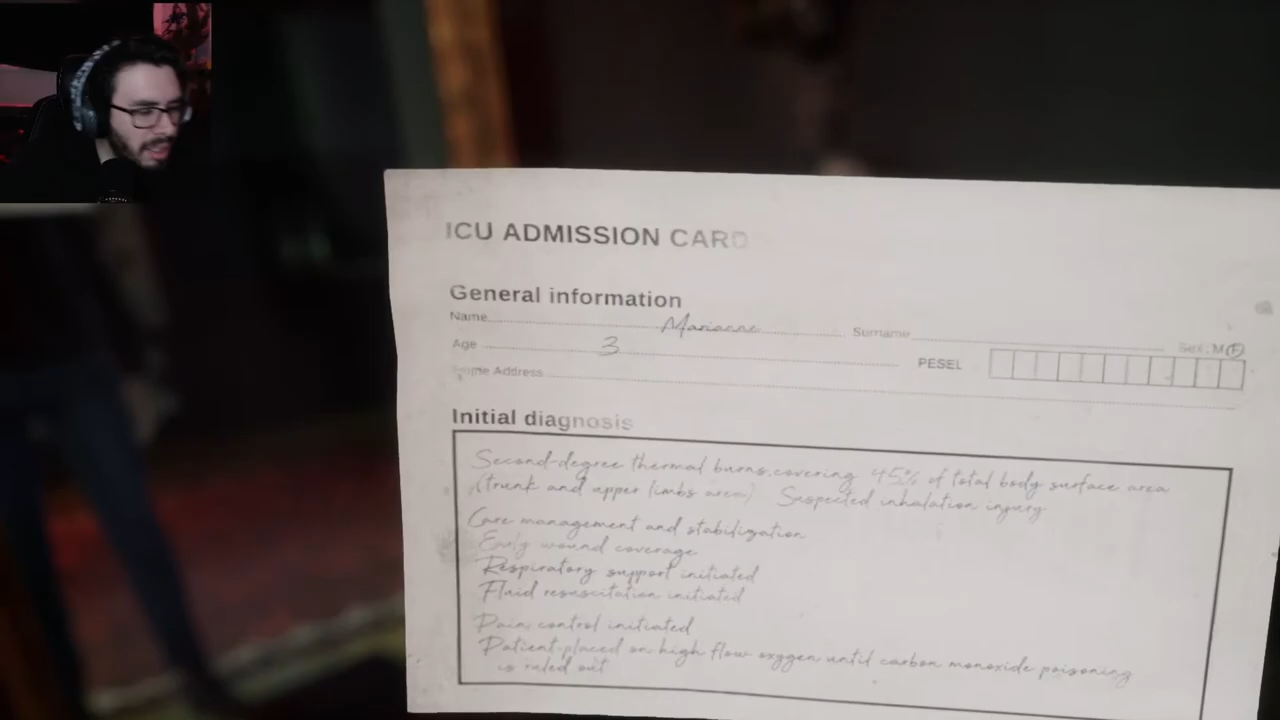 ICU ADMISSION CARD
General information
Name Marianne Surname Sex: M F
Age 3 PESEL
Home Address
Initial diagnosis
Second-degree thermal burns, covering 45% of total body surface area
(trunk and upper limbs area) Suspected inhalation injury
Care management and stabilization
Early wound coverage
Respiratory support initiated
Fluid resuscitation initiated
Pain control initiated
Patient placed on high flow oxygen until carbon monoxide poisoning
is ruled out